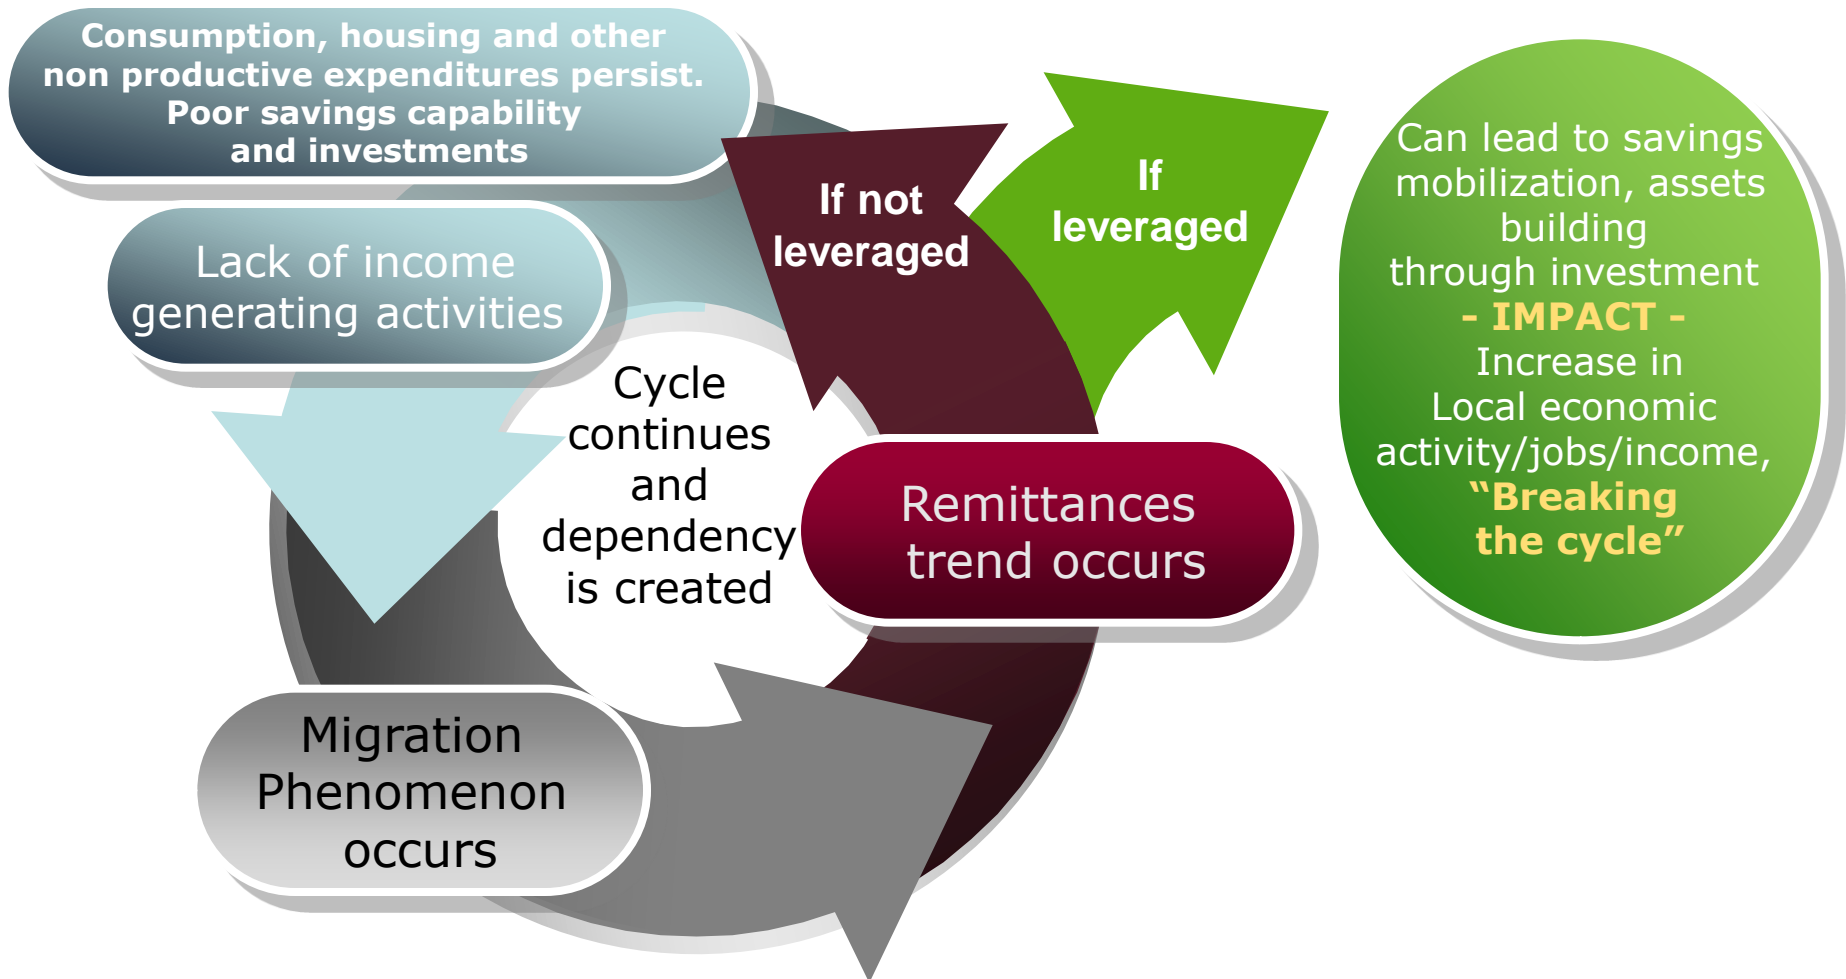 Consumption, housing and other
non productive expenditures persist.
Poor savings capability
and investments
Lack of income
generating activities
If not
leveraged
If
leveraged
Cycle
continues
and
dependency
is created
Remittances
trend occurs
Migration
Phenomenon
occurs
Can lead to savings
mobilization, assets
building
through investment
- IMPACT -
Increase in
Local economic
activity/jobs/income,
“Breaking
the cycle”